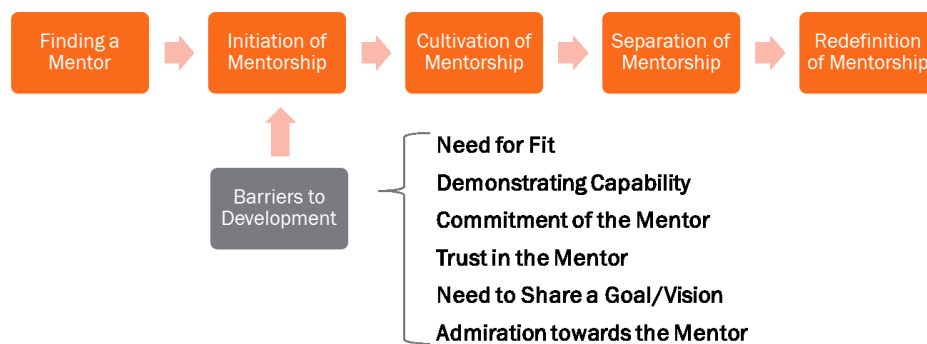 Finding a
Mentor
Initiation of
Mentorship
Cultivation of
Mentorship
Separation of
Mentorship
Redefinition
of Mentorship
Barriers to
Development
Need for Fit
Demonstrating Capability
Commitment of the Mentor
Trust in the Mentor
Need to Share a Goal/Vision
Admiration towards the Mentor